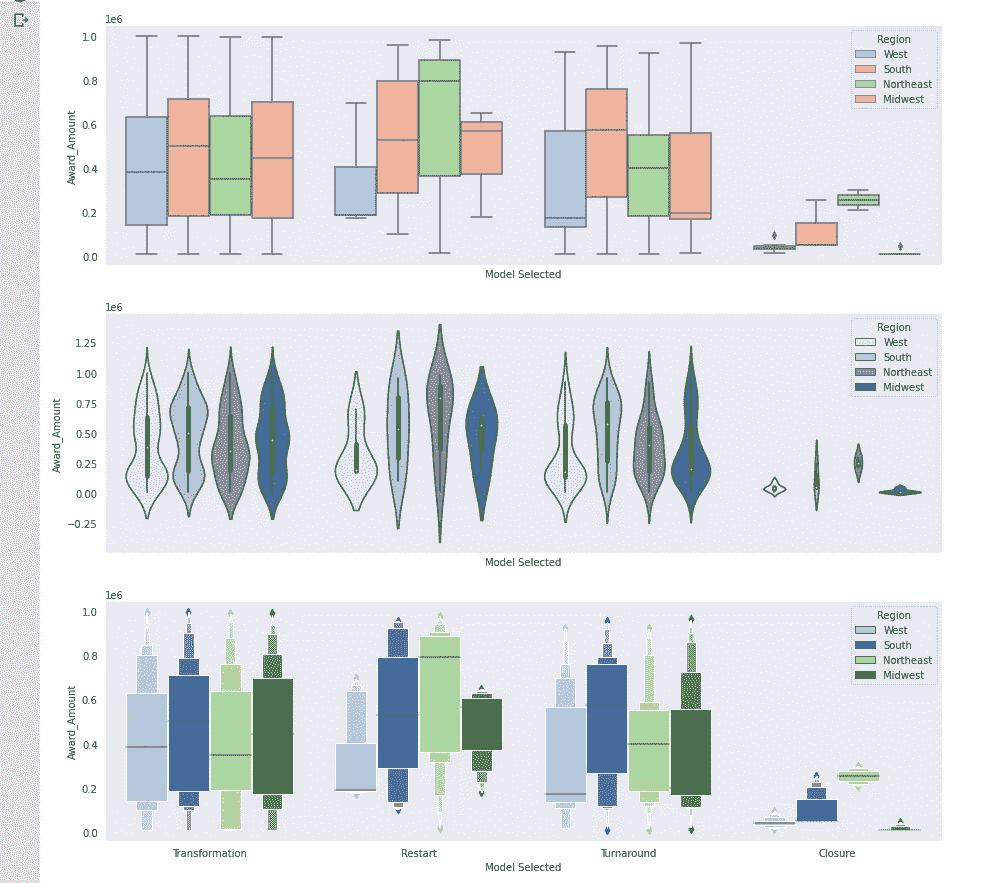 1e6
1.0
0.8
0.6
0.4
0.2
0.0
Award_Amount
Region
West
South
Northeast
Midwest
Model Selected
1e6
1.25
1.00
0.75
0.50
0.25
0.00
−0.25
Award_Amount
Region
West
South
Northeast
Midwest
Model Selected
1e6
1.0
0.8
0.6
0.4
0.2
0.0
Award_Amount
Region
West
South
Northeast
Midwest
Transformation Restart Turnaround Closure
Model Selected